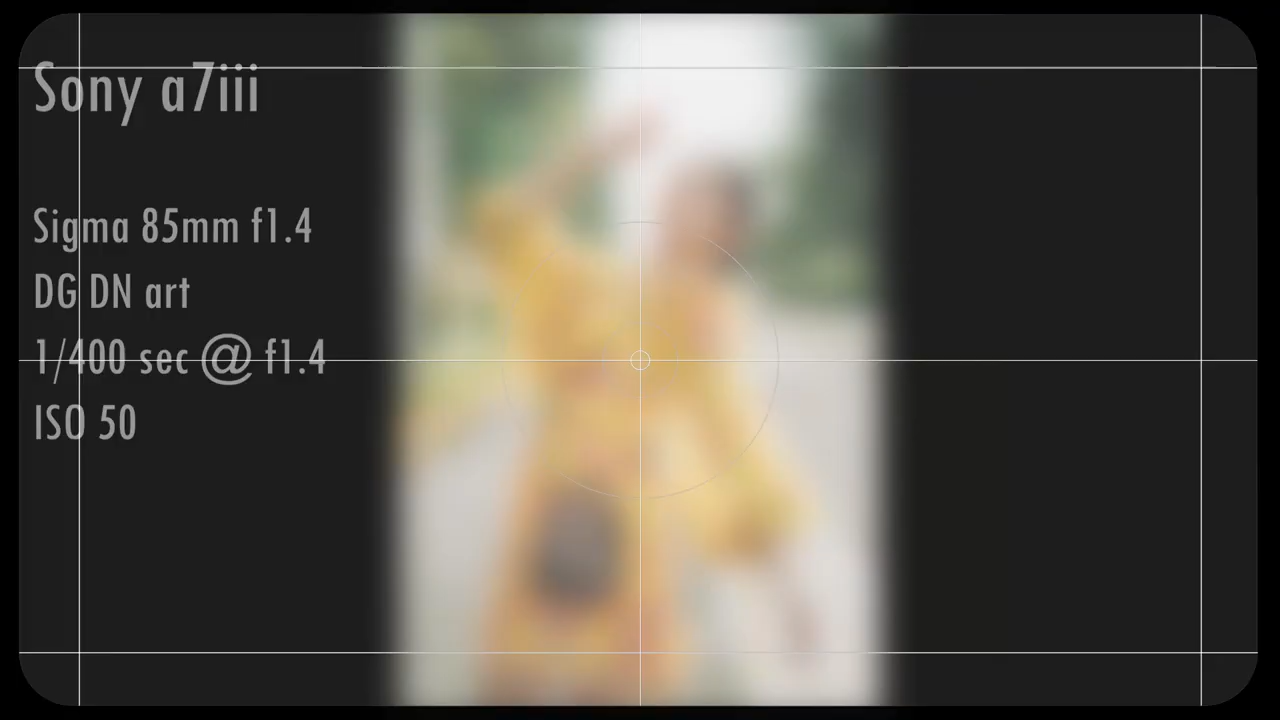 Sony a7iii
Sigma 85mm f1.4
DG DN art
1/400 sec @ f1.4
ISO 50